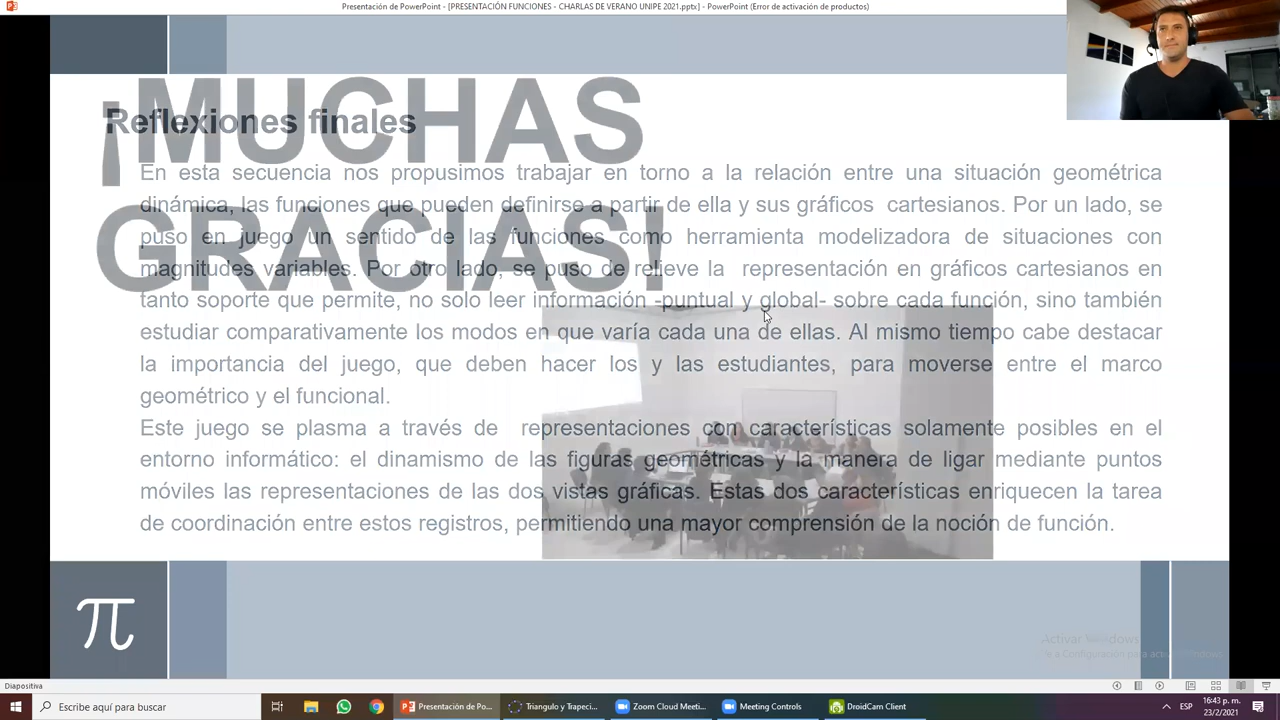 Presentación de PowerPoint - [PRESENTACIÓN FUNCIONES - CHARLAS DE VERANO UNIPE 2021.pptx] - PowerPoint (Error de activación de productos)
¡MUCHAS
GRACIAS!
Reflexiones finales
En esta secuencia nos propusimos trabajar en torno a la relación entre una situación geométrica
dinámica, las funciones que pueden definirse a partir de ella y sus gráficos cartesianos. Por un lado, se
puso en juego un sentido de las funciones como herramienta modelizadora de situaciones con
magnitudes variables. Por otro lado, se puso de relieve la representación en gráficos cartesianos en
tanto soporte que permite, no solo leer información -puntual y global- sobre cada función, sino también
estudiar comparativamente los modos en que varía cada una de ellas. Al mismo tiempo cabe destacar
la importancia del juego, que deben hacer los y las estudiantes, para moverse entre el marco
geométrico y el funcional.
Este juego se plasma a través de representaciones con características solamente posibles en el
entorno informático: el dinamismo de las figuras geométricas y la manera de ligar mediante puntos
móviles las representaciones de las dos vistas gráficas. Estas dos características enriquecen la tarea
de coordinación entre estos registros, permitiendo una mayor comprensión de la noción de función.
π
Activar Windows
Ve a Configuración para activar Windows.
Diapositiva
Escribe aquí para buscar
Presentación de Po...
Triangulo y Trapeci...
Zoom Cloud Meeti...
Meeting Controls
DroidCam Client
ESP
16:43 p. m.
23/2/2021